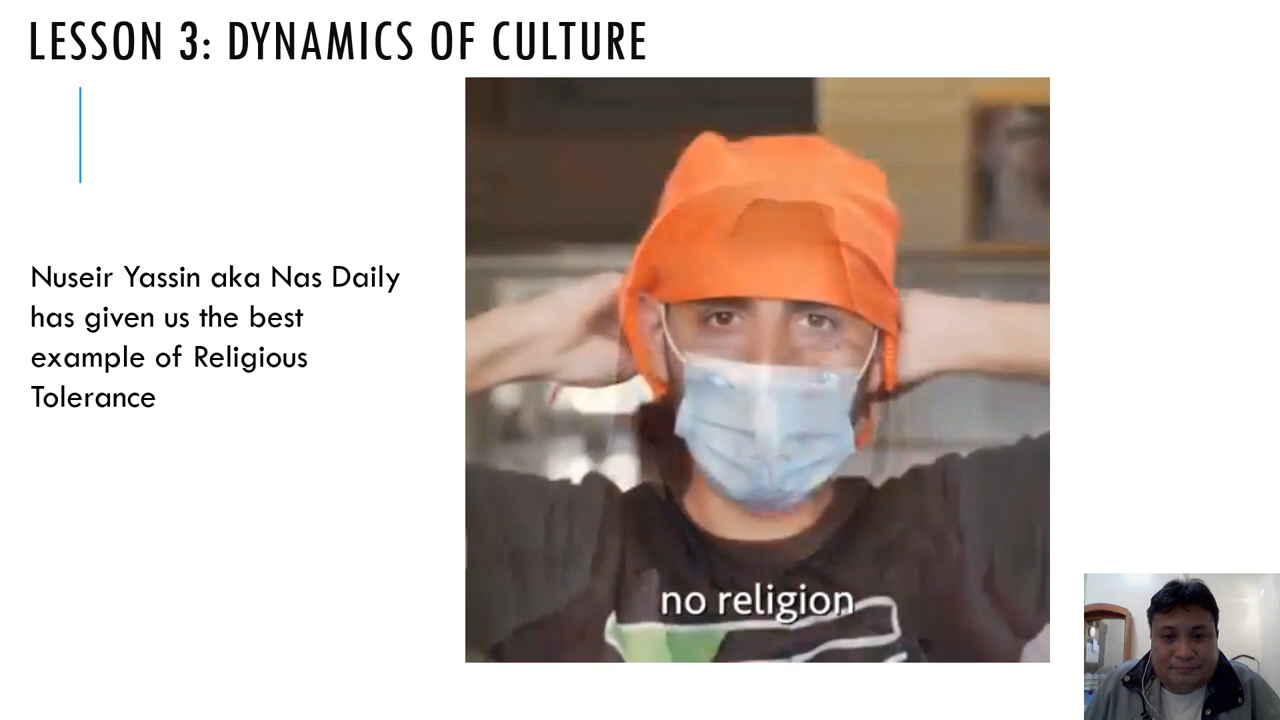 LESSON 3: DYNAMICS OF CULTURE
Nuseir Yassin aka Nas Daily
has given us the best
example of Religious
Tolerance
no religion